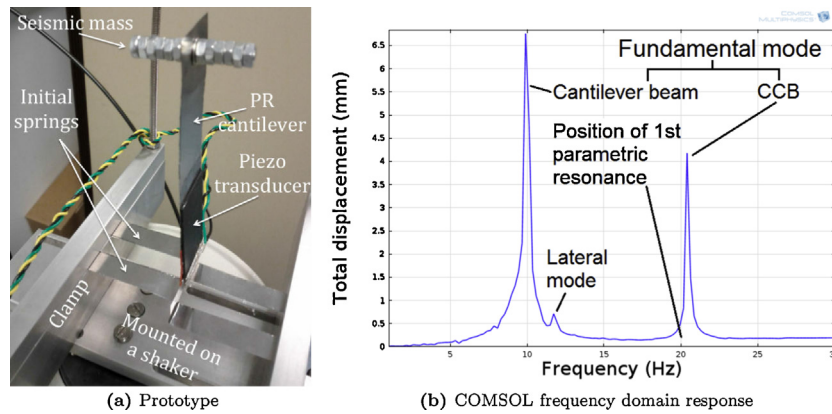 Seismic mass
Initial
springs
PR
cantilever
Piezo
transducer
Clamp
Mounted on
a shaker
(a) Prototype
COMSOL
MULTIPHYSICS
Total displacement (mm)
6.5
6
5.5
5
4.5
4
3.5
3
2.5
2
1.5
1
0.5
0
Fundamental mode
Cantilever beam
CCB
Position of 1st
parametric
resonance
Lateral
mode
5
10
15
20
25
3
Frequency (Hz)
(b) COMSOL frequency domain response